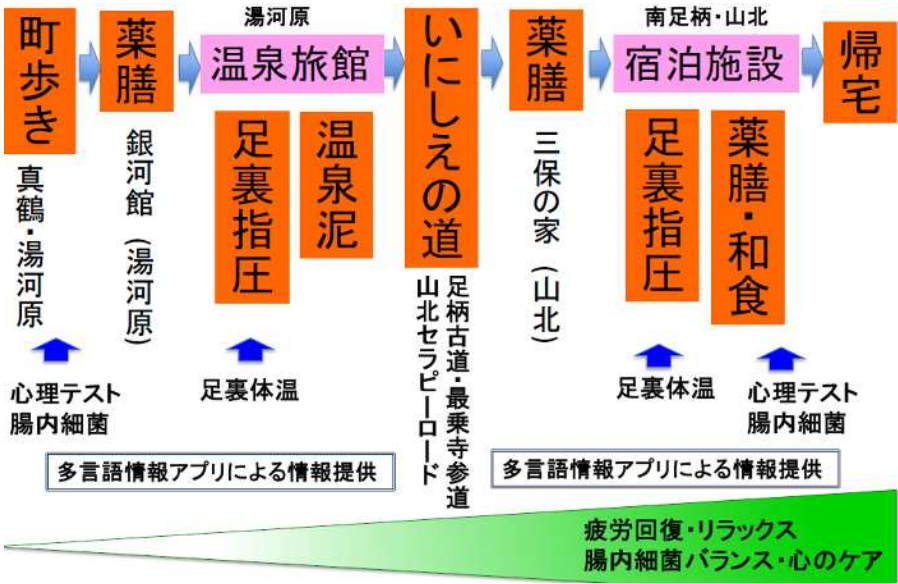 町歩き
真鶴・湯河原
薬膳
銀河館(湯河原)
湯河原
温泉旅館
足裏指圧
温泉泥
いにしえの道
足柄古道・最乗寺参道
山北セラピーロード
薬膳
三保の家(山北)
南足柄・山北
宿泊施設
足裏指圧
薬膳・和食
帰宅
心理テスト
腸内細菌
足裏体温
足裏体温
心理テスト
腸内細菌
多言語情報アプリによる情報提供
多言語情報アプリによる情報提供
疲労回復・リラックス
腸内細菌バランス・心のケア